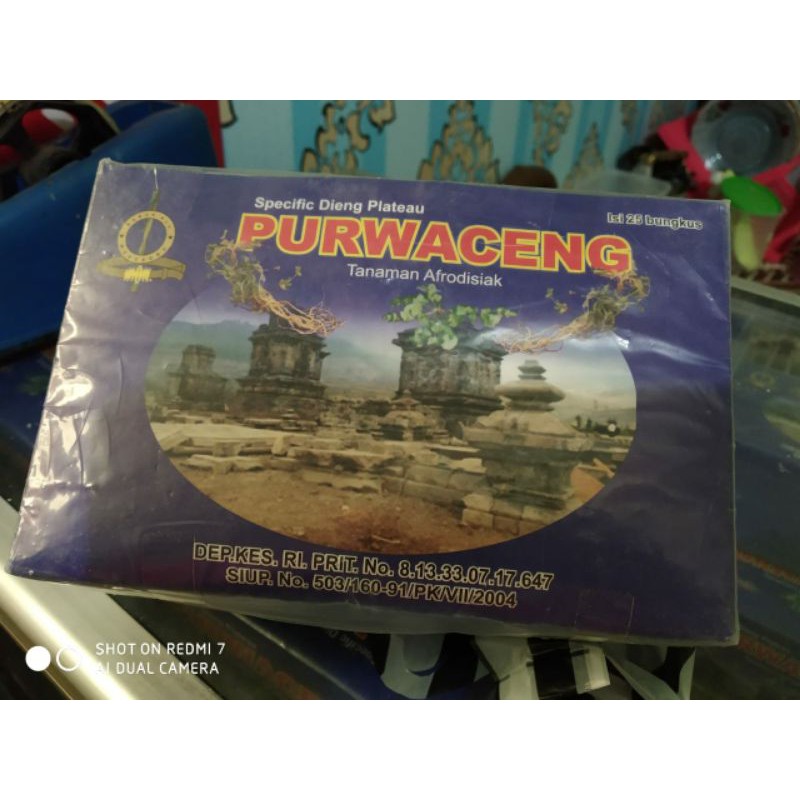 Specific Dieng Plateau
Isi 25 bungkus
PURWACENG
Tanaman Afrodisiak
DEP.KES. RI. PRIT. No. 8.13.33.07.17.647
SIUP. No. 503/160-91/PK/VII/2004
SHOT ON REDMI 7
AI DUAL CAMERA